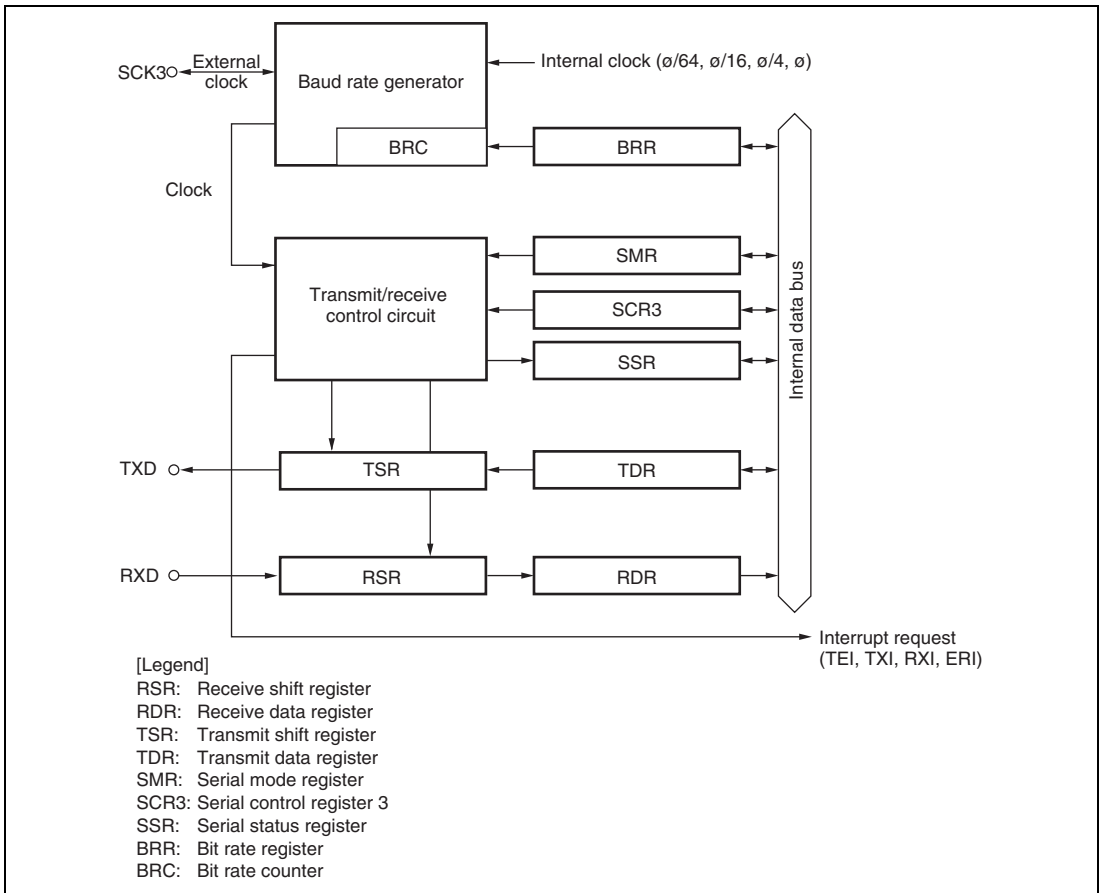 SCK3
External
clock
Baud rate generator
Internal clock (ø/64, ø/16, ø/4, ø)
BRC
BRR
Clock
Transmit/receive
control circuit
SMR
SCR3
SSR
Internal data bus
TXD
TSR
TDR
RXD
RSR
RDR
Interrupt request
(TEI, TXI, RXI, ERI)
[Legend]
RSR: Receive shift register
RDR: Receive data register
TSR: Transmit shift register
TDR: Transmit data register
SMR: Serial mode register
SCR3: Serial control register 3
SSR: Serial status register
BRR: Bit rate register
BRC: Bit rate counter